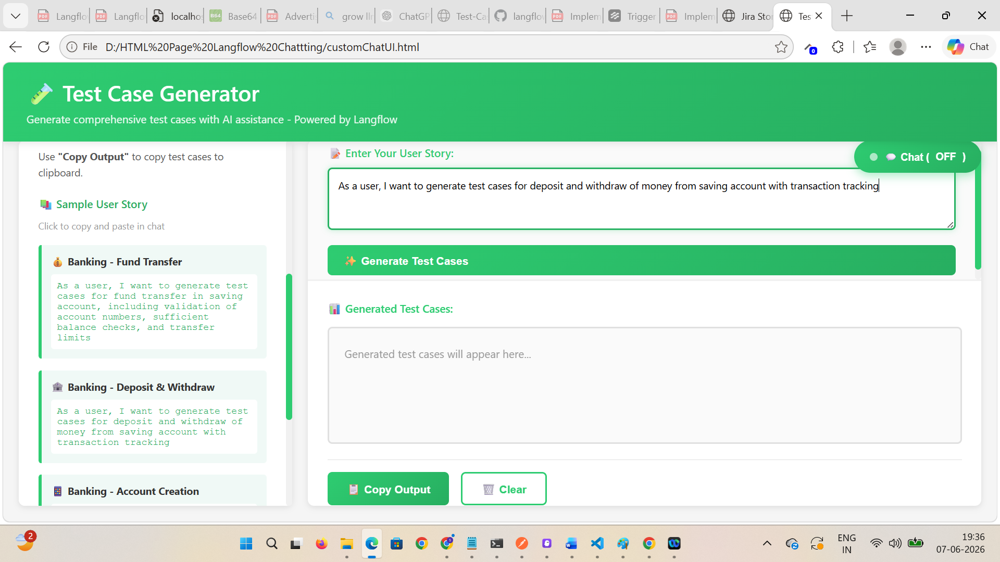 Langflo
Langflo
localho
Base64
Adverti
grow llm
ChatGP
Test-Ca
langflow
Implem
Trigger
Implem
Jira Sto
Tes
File D:/HTML%20Page%20Langflow%20Chattting/customChatUI.html
0
Chat
Test Case Generator
Generate comprehensive test cases with AI assistance - Powered by Langflow
Use "Copy Output" to copy test cases to
clipboard.
Sample User Story
Click to copy and paste in chat
Banking - Fund Transfer
As a user, I want to generate test
cases for fund transfer in saving
account, including validation of
account numbers, sufficient
balance checks, and transfer
limits
Banking - Deposit & Withdraw
As a user, I want to generate test
cases for deposit and withdraw of
money from saving account with
transaction tracking
Banking - Account Creation
Enter Your User Story:
Chat ( OFF )
As a user, I want to generate test cases for deposit and withdraw of money from saving account with transaction tracking
Generate Test Cases
Generated Test Cases:
Generated test cases will appear here...
Copy Output
Clear
2
ENG
IN
19:36
07-06-2026